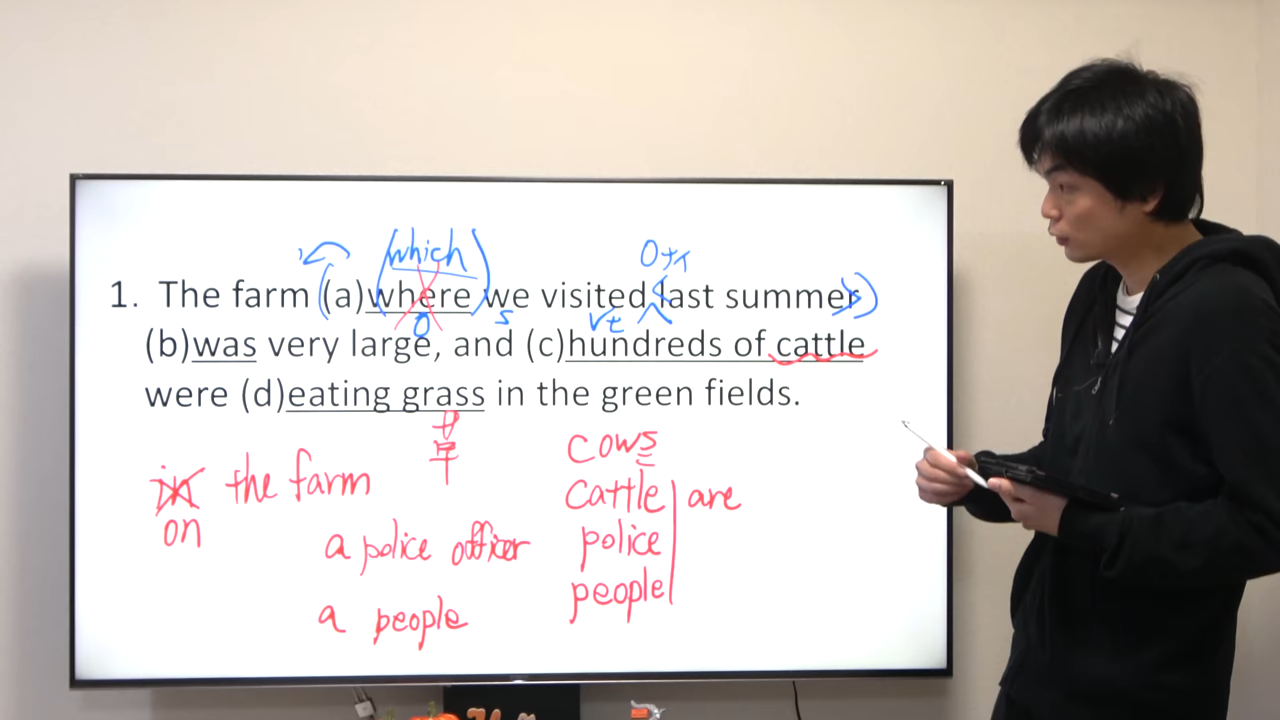 which Oナシ
1. The farm (a)where we visited last summer
O S Vt
(b)was very large, and (c)hundreds of cattle
were (d)eating grass in the green fields.
草
cows
in the farm
cattle are
on
a police officer police
people
a people